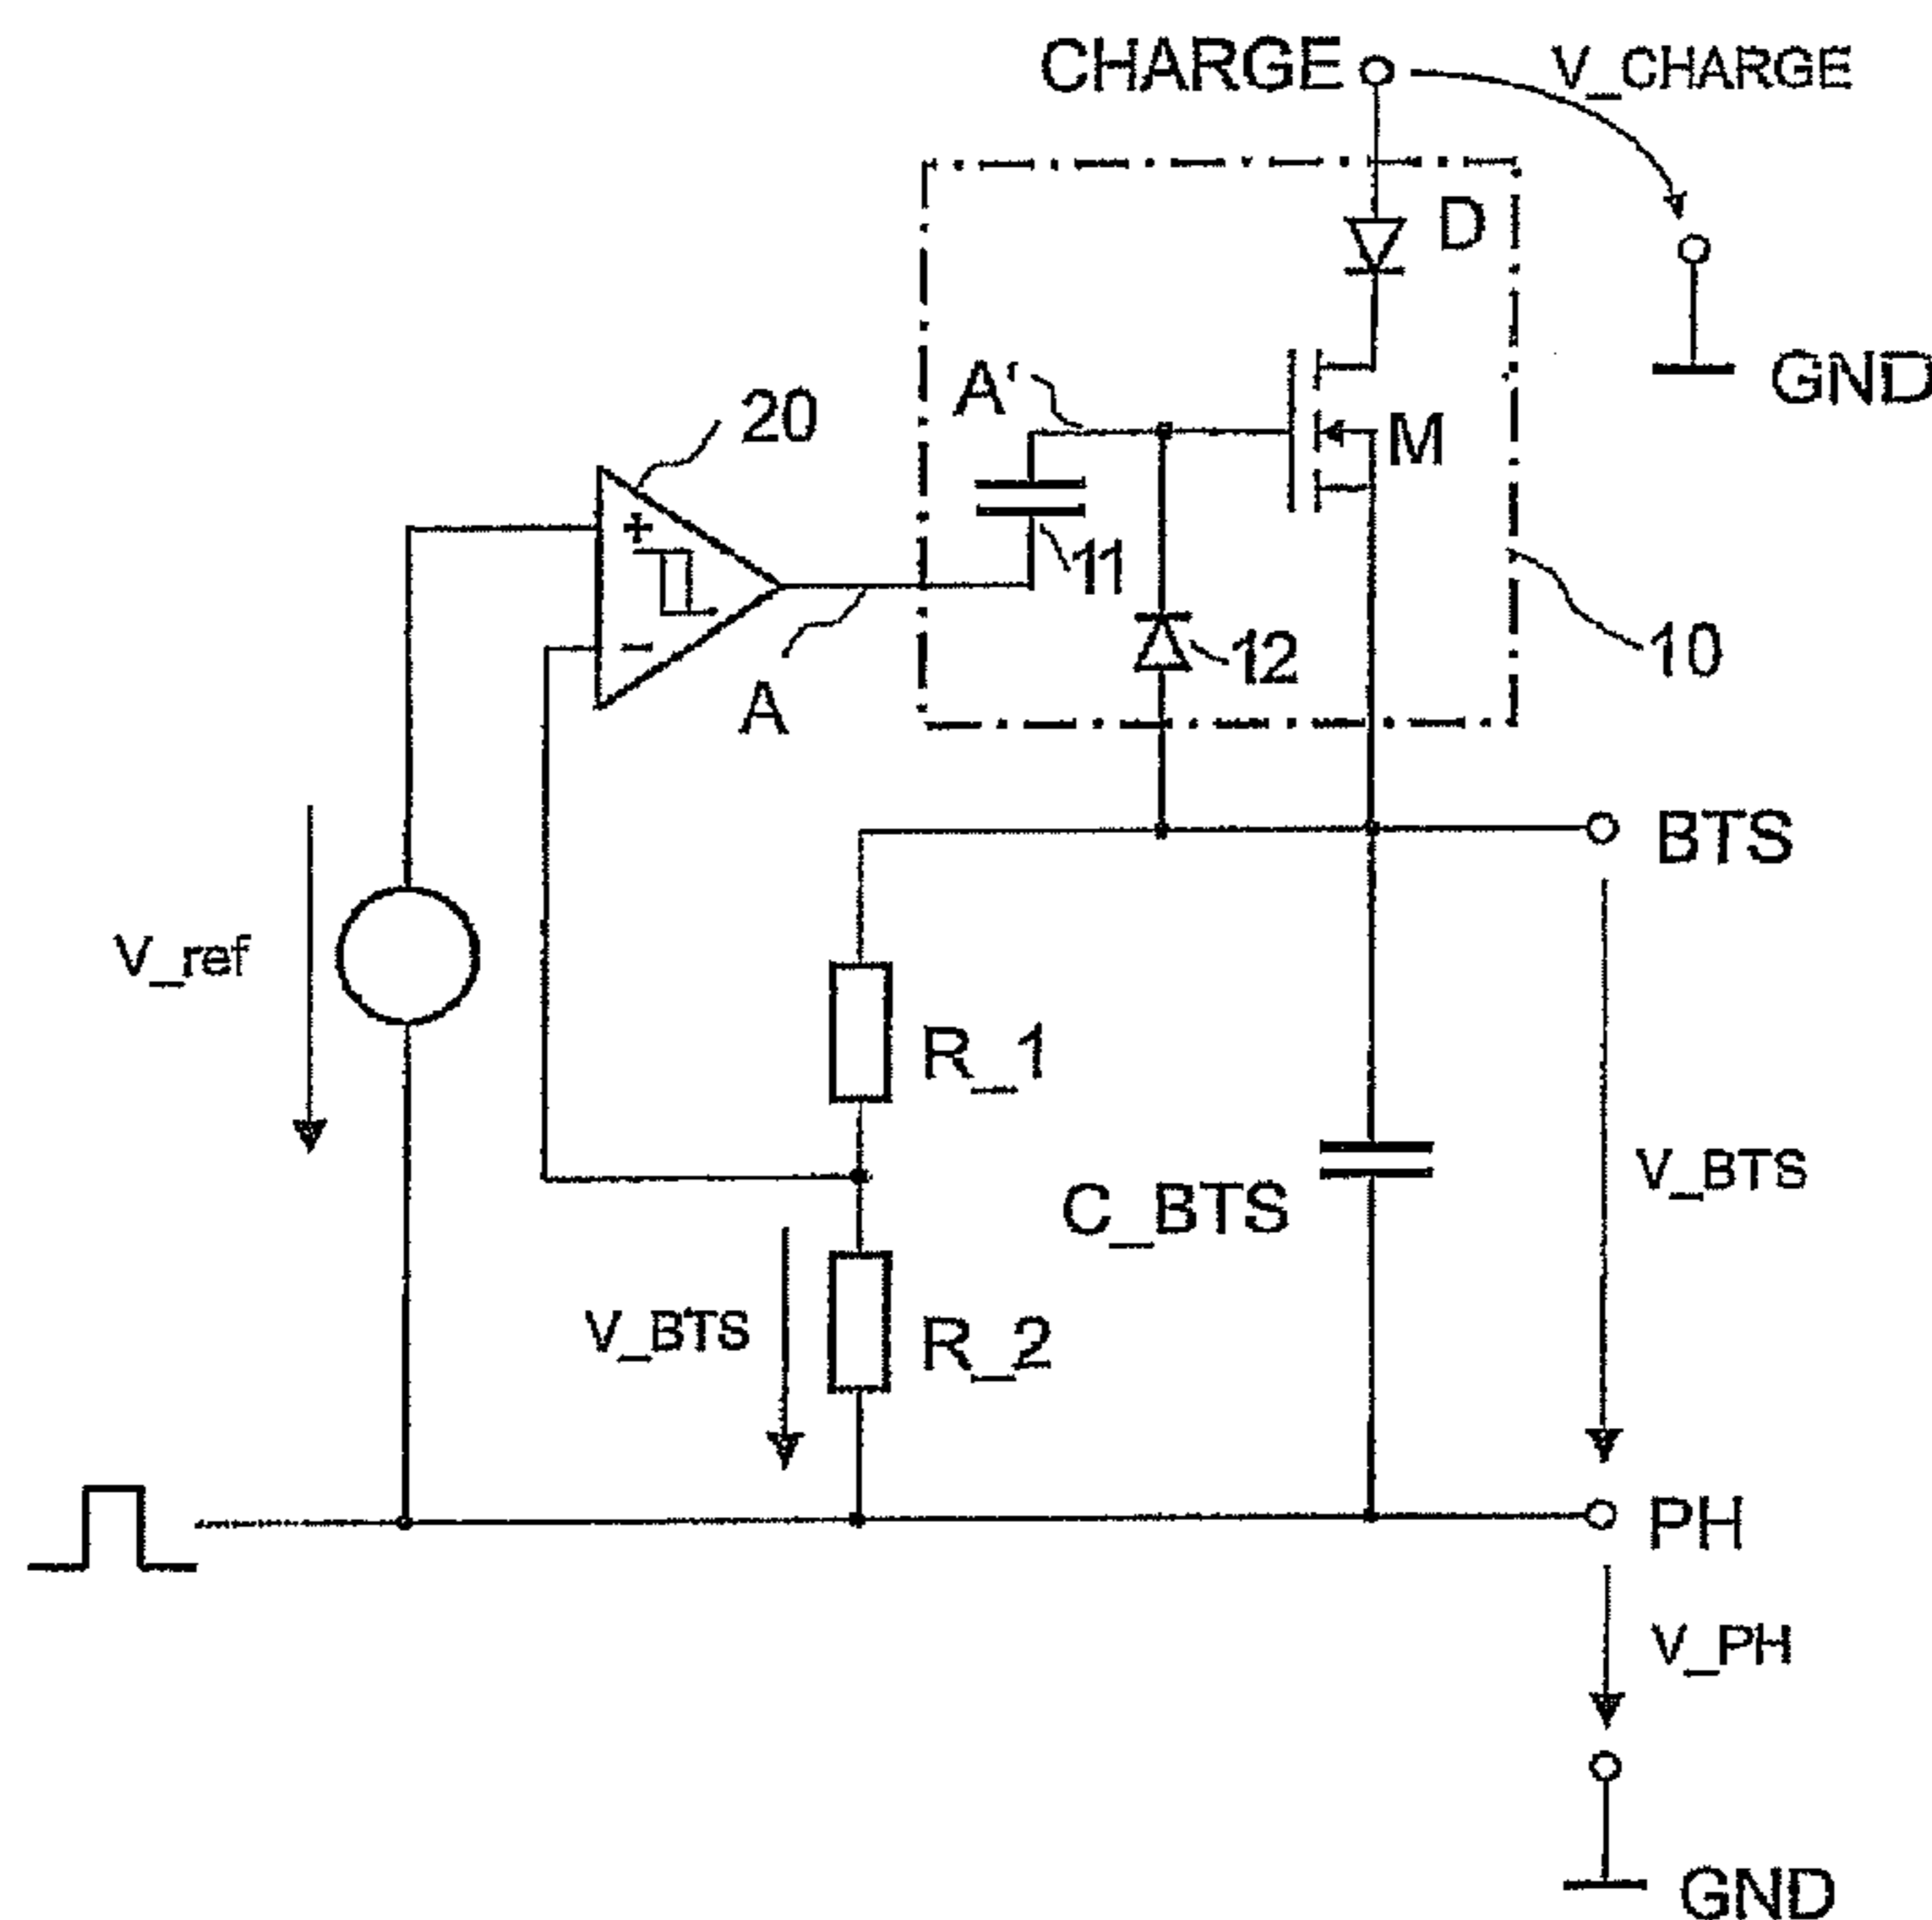 CHARGE
V_CHARGE
D
GND
A'
M
20
+
11
12
10
-
A
BTS
V_ref
R_1
V_BTS
C_BTS
V_BTS
R_2
PH
V_PH
GND